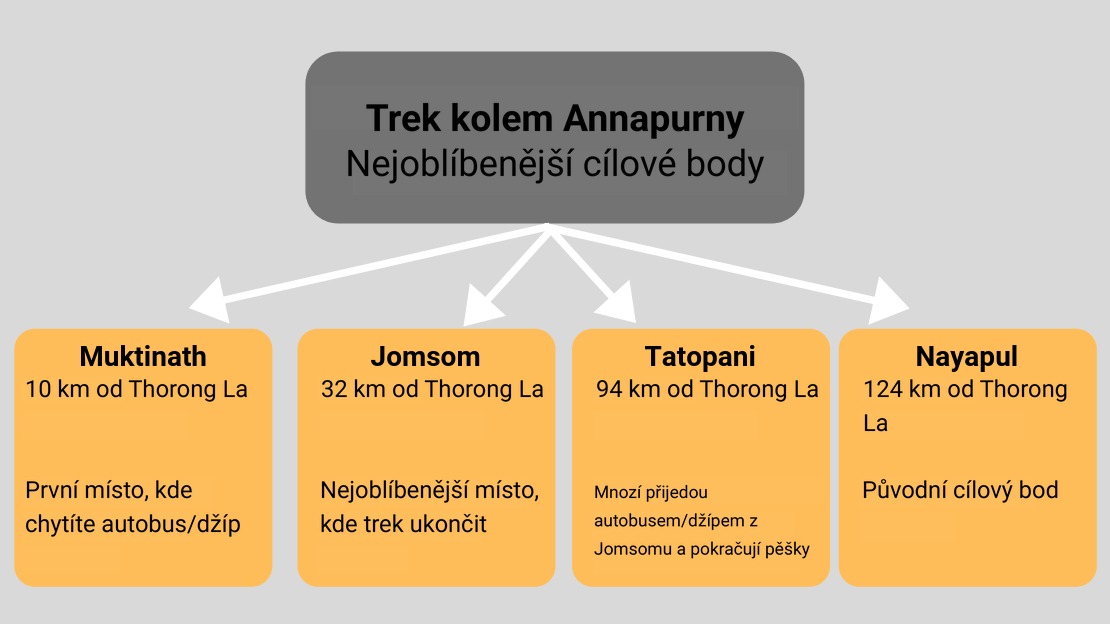 Trek kolem Annapurny
Nejoblíbenější cílové body
Muktinath
10 km od Thorong La
První místo, kde
chytíte autobus/džíp
Jomsom
32 km od Thorong La
Nejoblíbenější místo,
kde trek ukončit
Tatopani
94 km od Thorong La
Mnozí přijedou
autobusem/džípem z
Jomsomu a pokračují pěšky
Nayapul
124 km od Thorong
La
Původní cílový bod